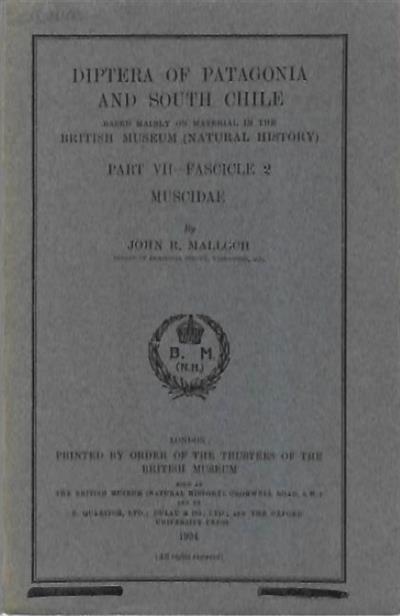 DIPTERA OF PATAGONIA
AND SOUTH CHILE
BASED MAINLY ON MATERIAL IN THE
BRITISH MUSEUM (NATURAL HISTORY)
PART VII—FASCICLE 2
MUSCIDAE
By
JOHN R. MALLOCH
B. M.
(N.H.)
LONDON:
PRINTED BY ORDER OF THE TRUSTEES OF THE
BRITISH MUSEUM
SOLD AT
THE BRITISH MUSEUM (NATURAL HISTORY), CROMWELL ROAD, S.W.7
AND BY
B. QUARITCH, LTD.; DULAU & CO., LTD.; AND THE OXFORD
UNIVERSITY PRESS
1934
(All rights reserved)